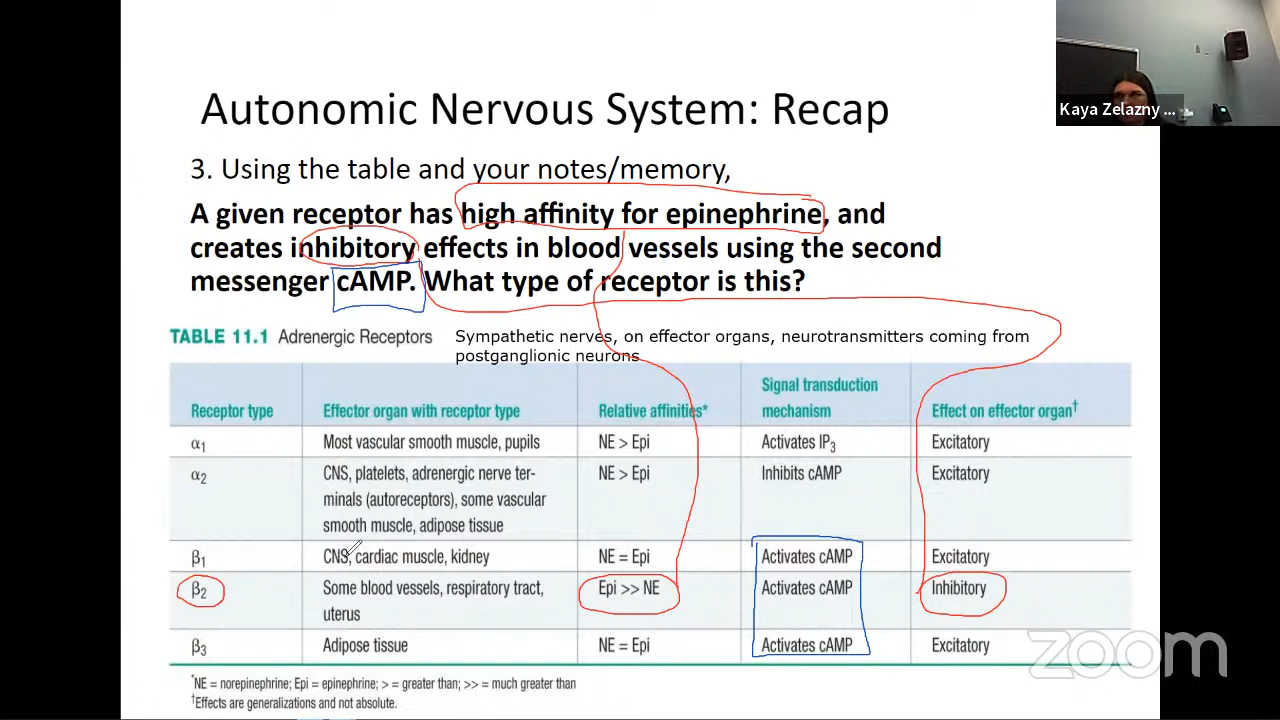 Autonomic Nervous System: Recap
Kaya Zelazny ...
3. Using the table and your notes/memory,
A given receptor has high affinity for epinephrine, and
creates inhibitory effects in blood vessels using the second
messenger cAMP. What type of receptor is this?
TABLE 11.1 Adrenergic Receptors
Sympathetic nerves, on effector organs, neurotransmitters coming from
postganglionic neurons
Receptor type Effector organ with receptor type Relative affinities* Signal transduction mechanism Effect on effector organ†
α1 Most vascular smooth muscle, pupils NE > Epi Activates IP3 Excitatory
α2 CNS, platelets, adrenergic nerve ter- NE > Epi Inhibits cAMP Excitatory
minals (autoreceptors), some vascular
smooth muscle, adipose tissue
β1 CNS, cardiac muscle, kidney NE = Epi Activates cAMP Excitatory
β2 Some blood vessels, respiratory tract, Epi >> NE Activates cAMP Inhibitory
uterus
β3 Adipose tissue NE = Epi Activates cAMP Excitatory
*NE = norepinephrine; Epi = epinephrine; > = greater than; >> = much greater than
†Effects are generalizations and not absolute.
zoom